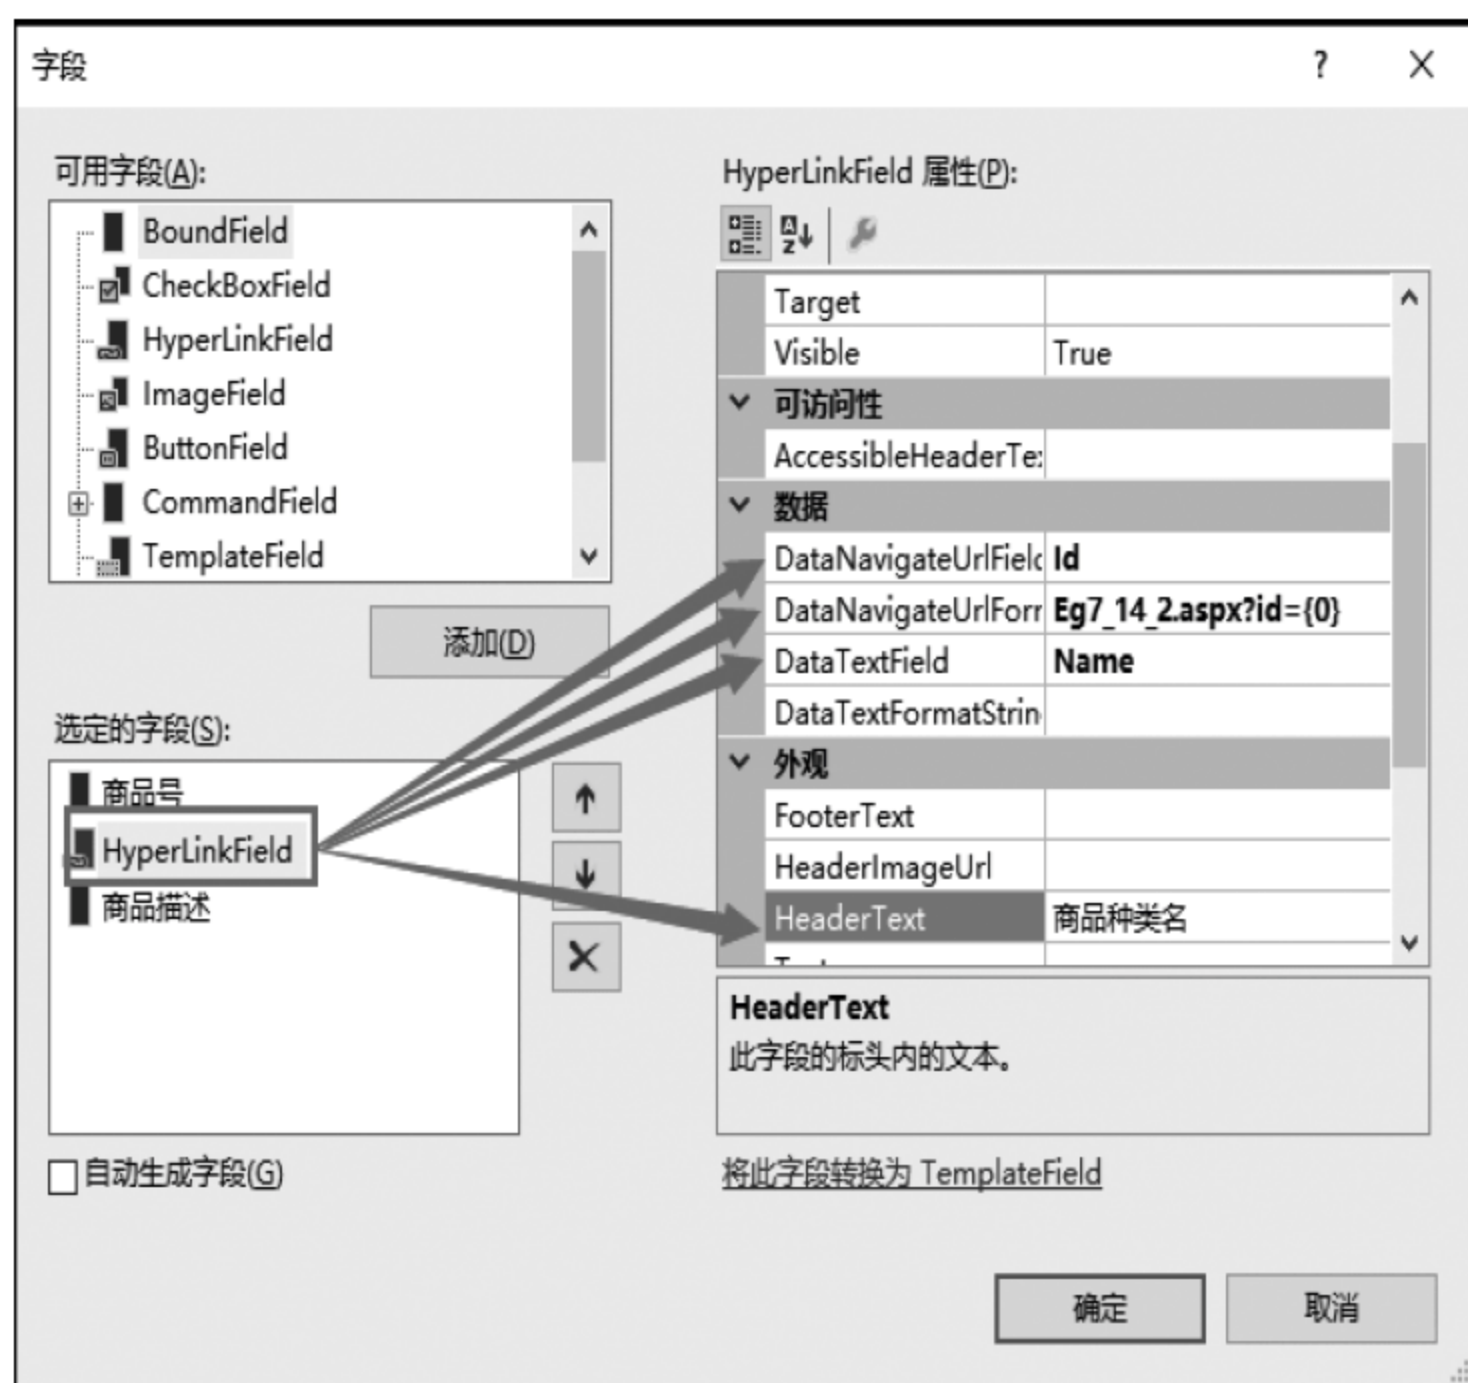 字段
?
可用字段(A):
BoundField
CheckBoxField
HyperLinkField
ImageField
ButtonField
CommandField
TemplateField
添加(D)
选定的字段(S):
商品号
HyperLinkField
商品描述
自动生成字段(G)
HyperLinkField 属性(P):
Target
Visible True
可访问性
AccessibleHeaderTe
数据
DataNavigateUrlField Id
DataNavigateUrlForr Eg7_14_2.aspx?id={0}
DataTextField Name
DataTextFormatStrin
外观
FooterText
HeaderImageUrl
HeaderText 商品种类名
HeaderText
此字段的标头内的文本。
将此字段转换为 TemplateField
确定
取消